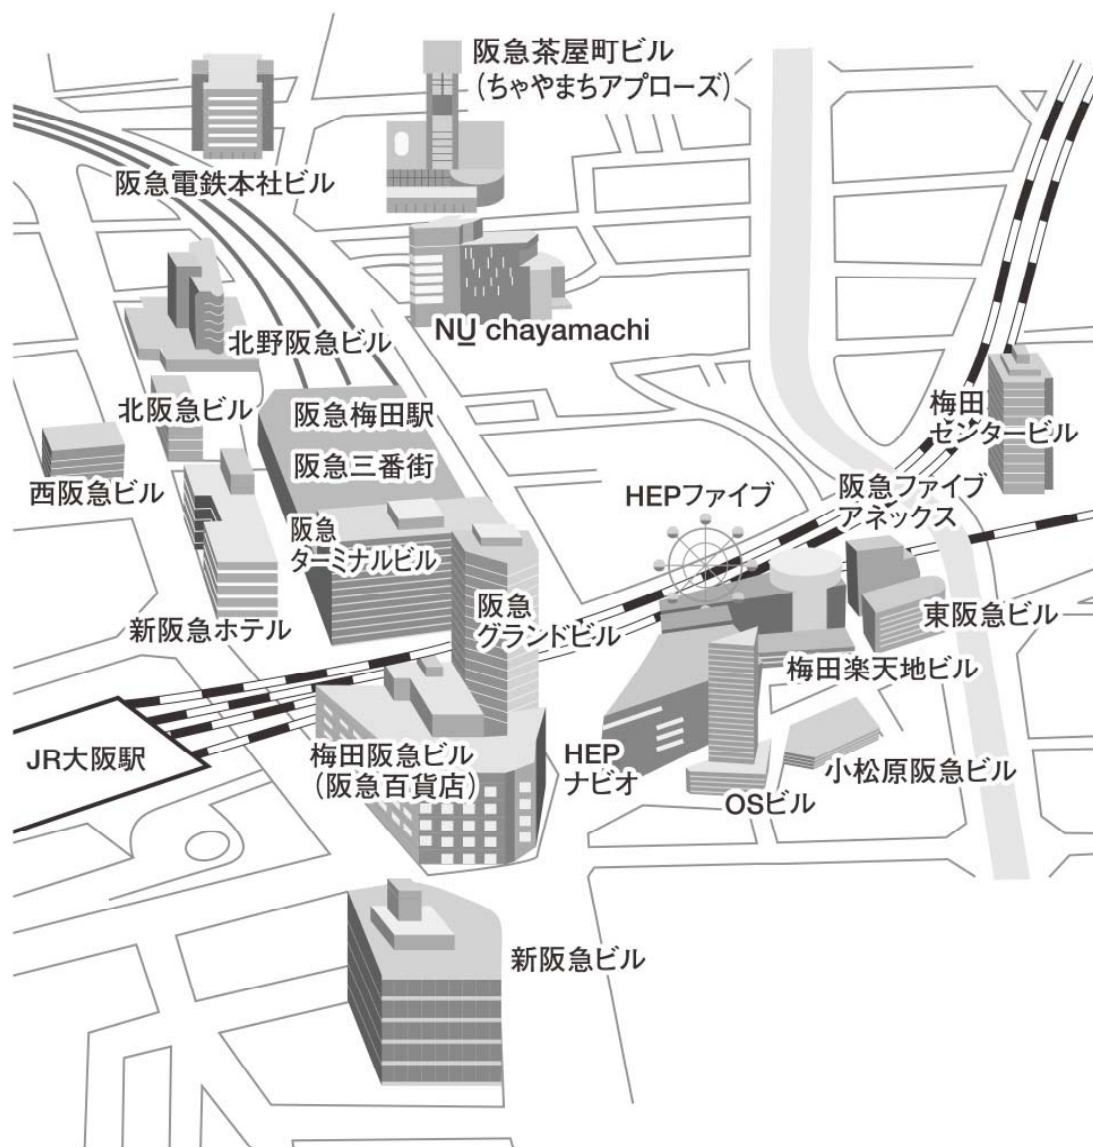 阪急茶屋町ビル
（ちゃやまちアプローズ）
阪急電鉄本社ビル
NU chayamachi
北野阪急ビル
北阪急ビル
阪急梅田駅
梅田
センタービル
西阪急ビル
阪急三番街
HEPファイブ
阪急ファイブ
アネックス
阪急
ターミナルビル
新阪急ホテル
阪急
グランドビル
東阪急ビル
梅田楽天地ビル
JR大阪駅
梅田阪急ビル
（阪急百貨店）
HEP
ナビオ
小松原阪急ビル
OSビル
新阪急ビル